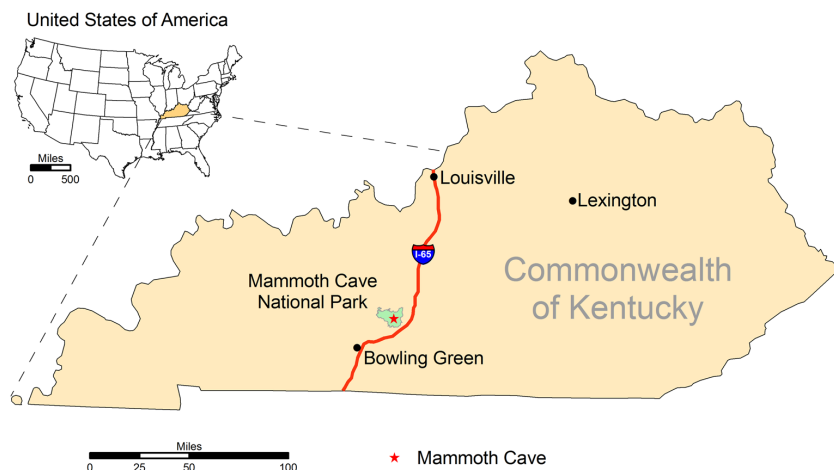 United States of America
Miles
0 500
Louisville
Lexington
I-65
Commonwealth
of Kentucky
Mammoth Cave
National Park
Bowling Green
Miles
0 25 50 100
Mammoth Cave